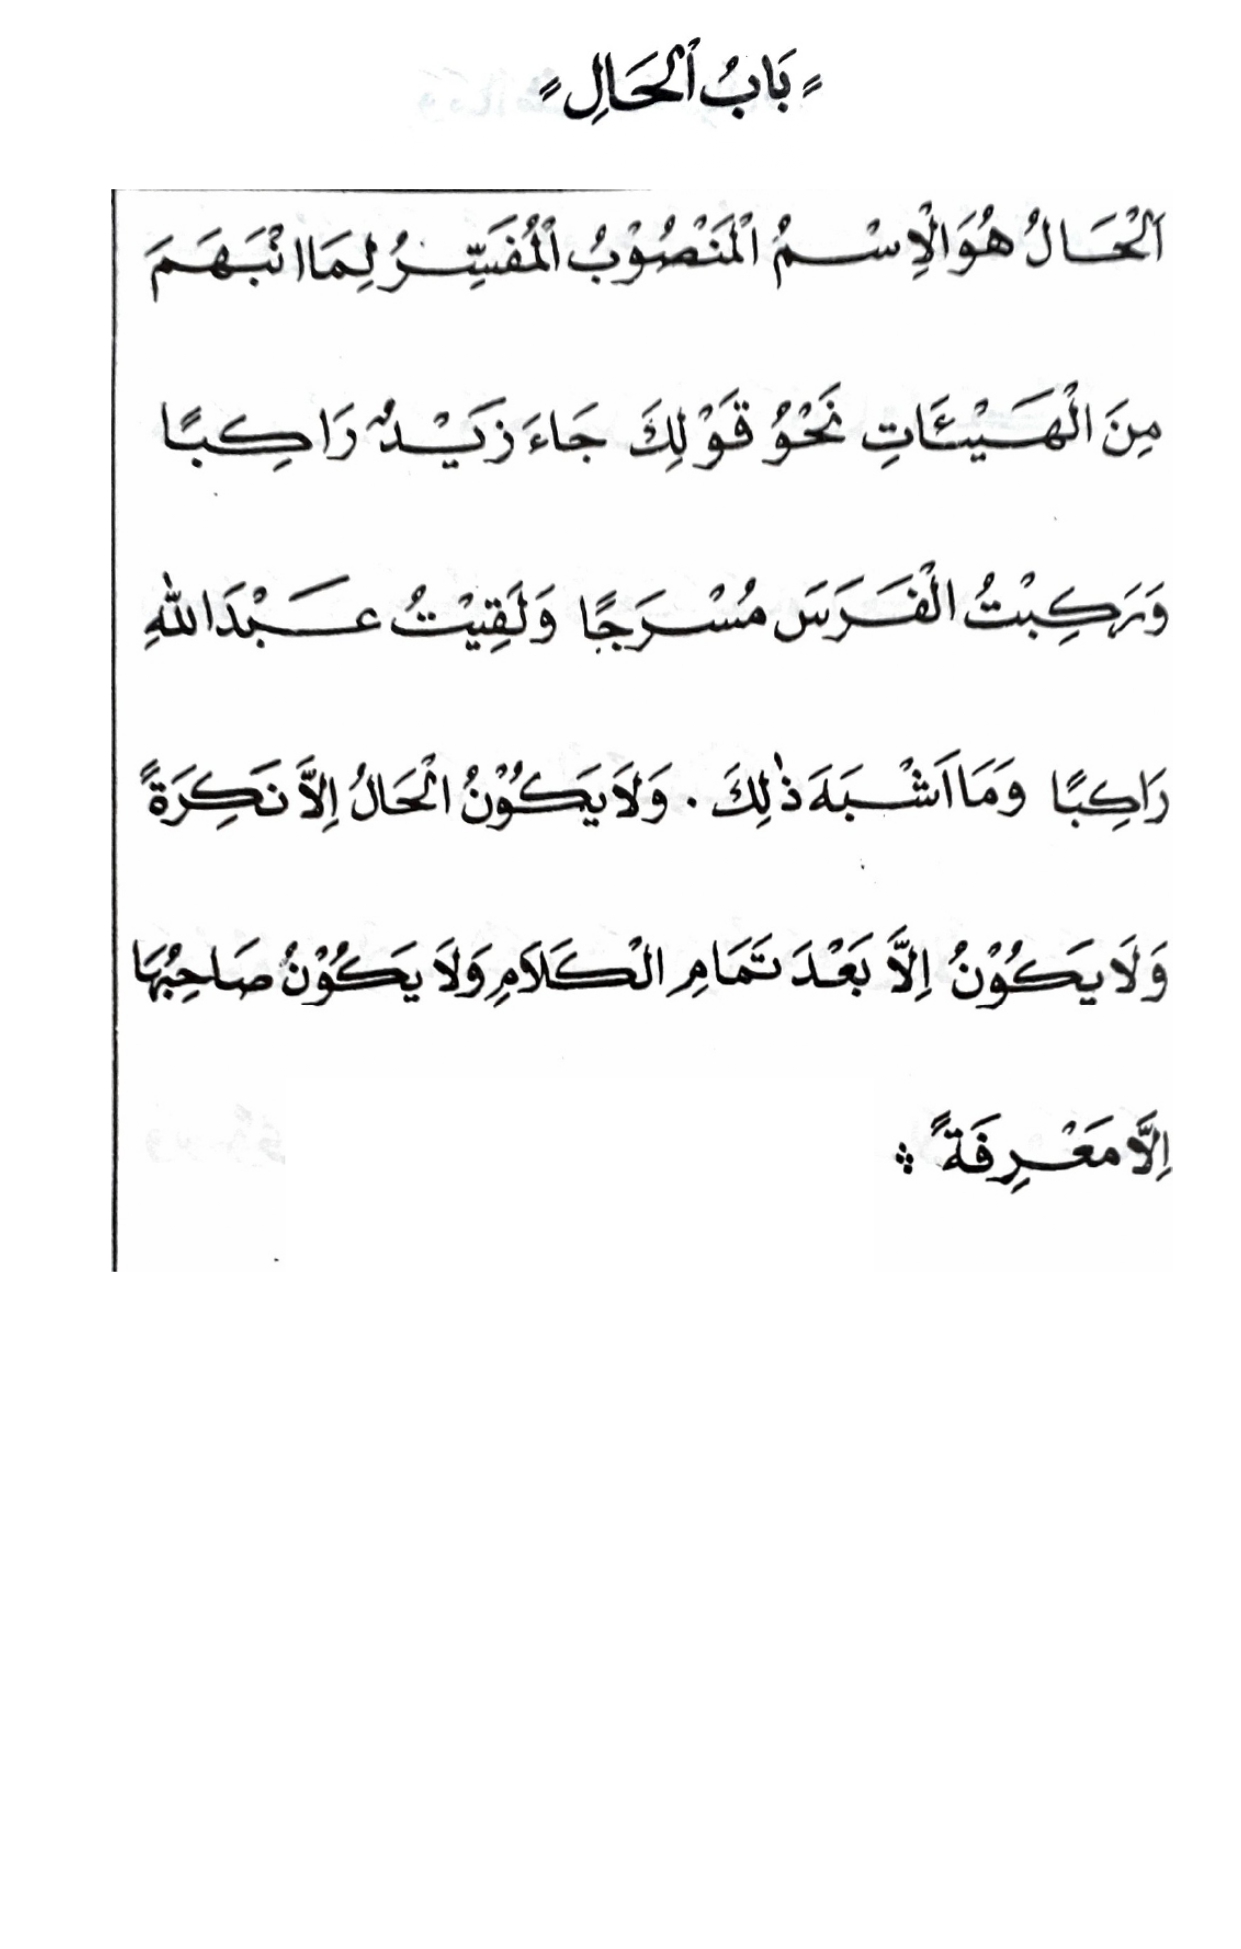 « بَابُ الْحَالِ »
اَلْحَالُ هُوَ الْاِسْمُ الْمَنْصُوْبُ الْمُفَسِّرُ لِمَا انْبَهَمَ
مِنَ الْهَيْئَاتِ نَحْوُ قَوْلِكَ جَاءَ زَيْدٌ رَاكِبًا
وَرَكِبْتُ الْفَرَسَ مُسْرَجًا وَلَقِيْتُ عَبْدَ اللهِ
رَاكِبًا وَمَا اَشْبَهَ ذٰلِكَ . وَلَا يَكُوْنُ الْحَالُ اِلَّا نَكِرَةً
وَلَا يَكُوْنُ اِلَّا بَعْدَ تَمَامِ الْكَلَامِ وَلَا يَكُوْنُ صَاحِبُهَا
اِلَّا مَعْرِفَةً ؞